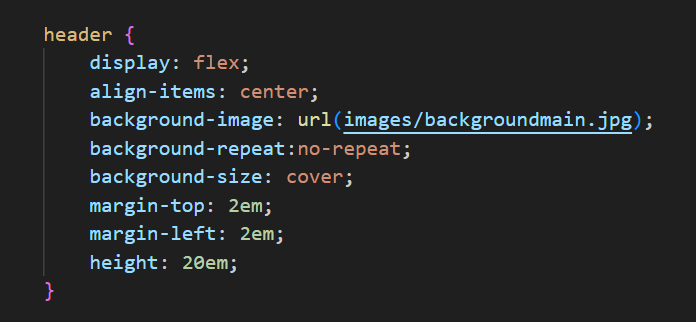 header {
    display: flex;
    align-items: center;
    background-image: url(images/backgroundmain.jpg);
    background-repeat:no-repeat;
    background-size: cover;
    margin-top: 2em;
    margin-left: 2em;
    height: 20em;
}